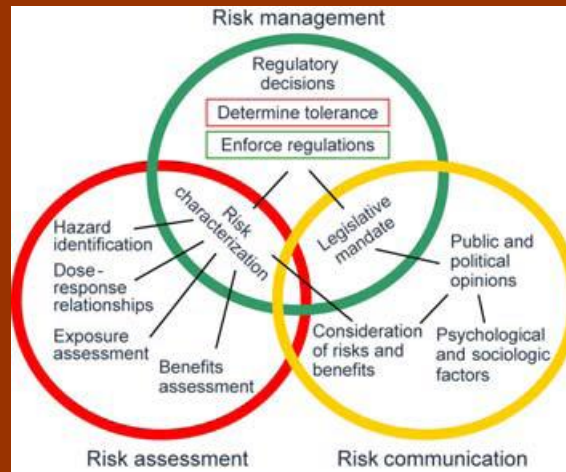 Risk management
Regulatory
decisions
Determine tolerance
Enforce regulations
Risk
characterization
Legislative
mandate
Hazard
identification
Dose-
response
relationships
Exposure
assessment
Benefits
assessment
Public and
political
opinions
Consideration
of risks and
benefits
Psychological
and sociologic
factors
Risk assessment
Risk communication